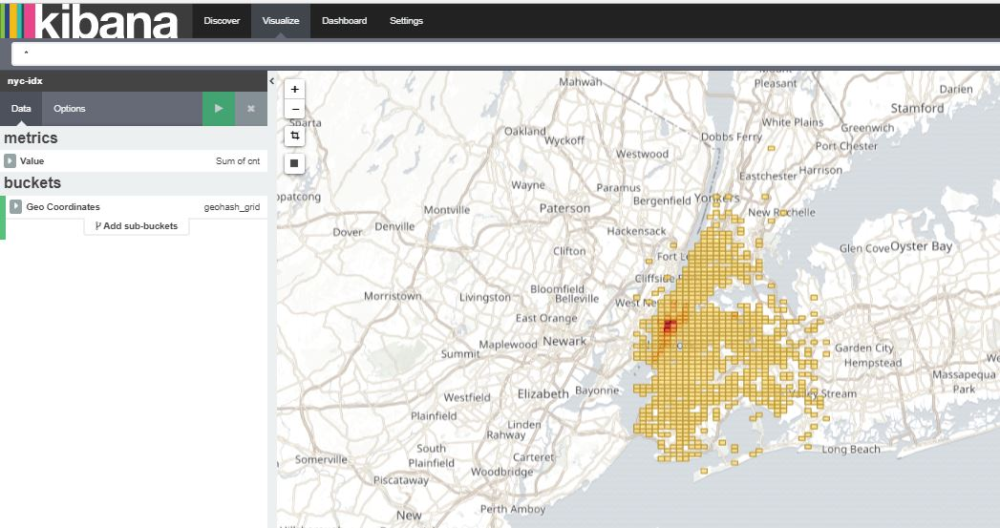 kibana
Discover Visualize Dashboard Settings
nyc-idx
Data Options
metrics
Value Sum of cnt
buckets
Geo Coordinates geohash_grid
Add sub-buckets
+
−
Mahwah
Mount
Pleasant
Darien
Stamford
Sparta
Oakland
Wyckoff
White Plains
Greenwich
Dobbs Ferry
Port Chester
Westwood
Eastchester
Harrison
Wayne
Paramus
opatcong
Bergenfield
Yonkers
Montville
Paterson
New Rochelle
Dover
Denville
Hackensack
Clifton
Glen Cove
Oyster Bay
Fort
Cliffside
Morristown
Livingston
Bloomfield
Belleville
West
East Orange
Maplewood
Newark
Summit
Garden City
Hempstead
Massapequa
Park
Westfield
Elizabeth
Bayonne
Stream
Plainfield
Linden
Rahway
Somerville
South
Plainfield
Carteret
Long Beach
Woodbridge
Piscataway
Perth Amboy
New